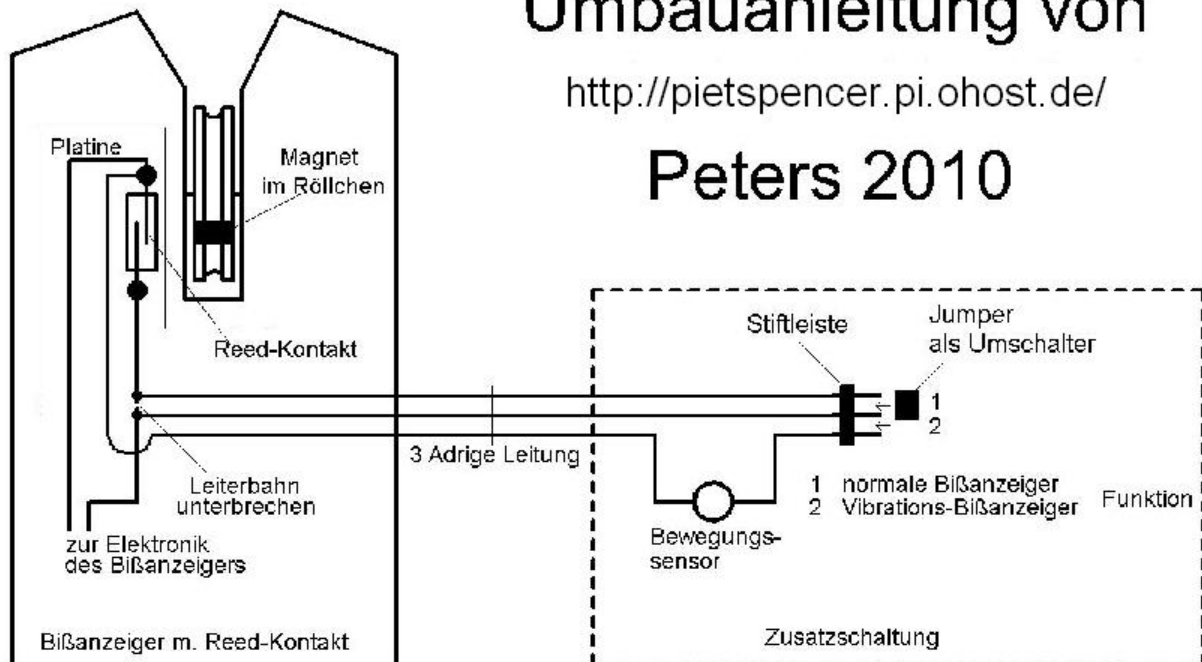 Umbauanleitung von
http://pietspencer.pi.ohost.de/
Peters 2010
Platine
Magnet
im Röllchen
Reed-Kontakt
3 Adrige Leitung
Leiterbahn
unterbrechen
zur Elektronik
des Bißanzeigers
Bißanzeiger m. Reed-Kontakt
Stiftleiste
Jumper
als Umschalter
1
2
1 normale Bißanzeiger
2 Vibrations-Bißanzeiger
Funktion
Bewegungs-
sensor
Zusatzschaltung